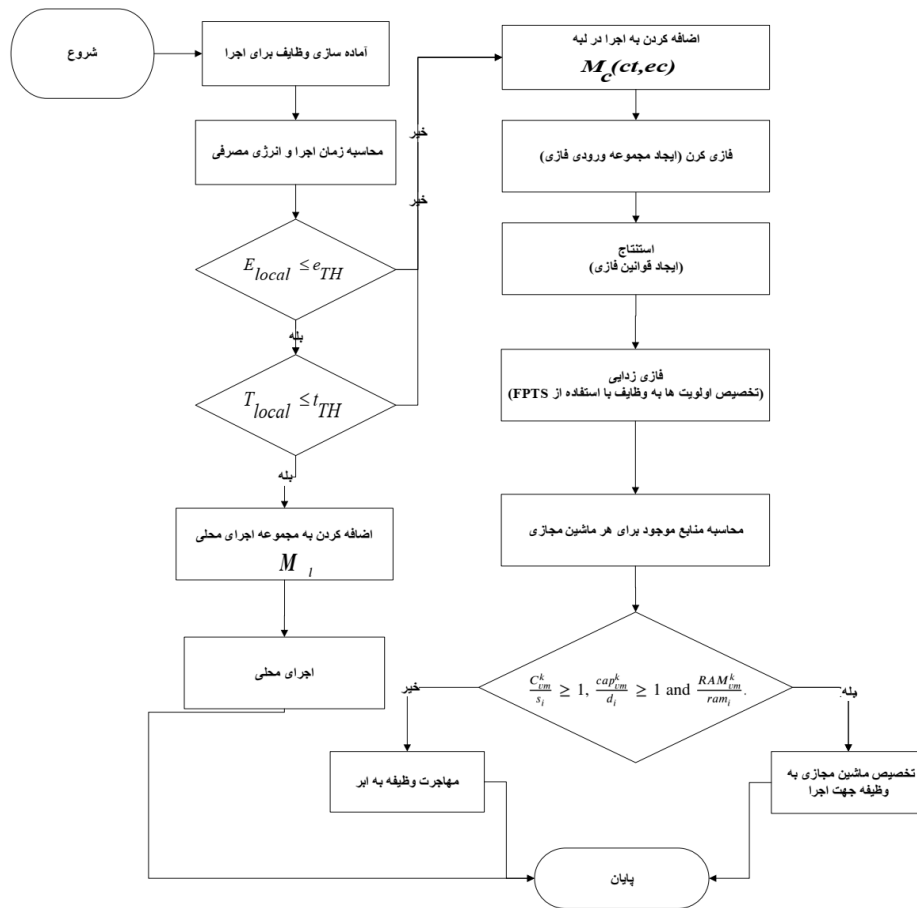 شروع
آماده سازی وظایف برای اجرا
محاسبه زمان اجرا و انرژی مصرفی
E_local ≤ e_TH
بله
T_local ≤ t_TH
بله
اضافه کردن به مجموعه اجرای محلی
M_l
اجرای محلی
خیر
خیر
اضافه کردن به اجرا در لبه
M_c(ct,ec)
فازی کرن (ایجاد مجموعه ورودی فازی)
استنتاج
(ایجاد قوانین فازی)
فازی زدایی
(تخصیص اولویت ها به وظایف با استفاده از FPTS)
محاسبه منابع موجود برای هر ماشین مجازی
C^k_vm/s_i ≥ 1, cap^k_vm/d_i ≥ 1 and RAM^k_vm/ram_i.
خیر
بله
مهاجرت وظیفه به ابر
تخصیص ماشین مجازی به
وظیفه جهت اجرا
پایان